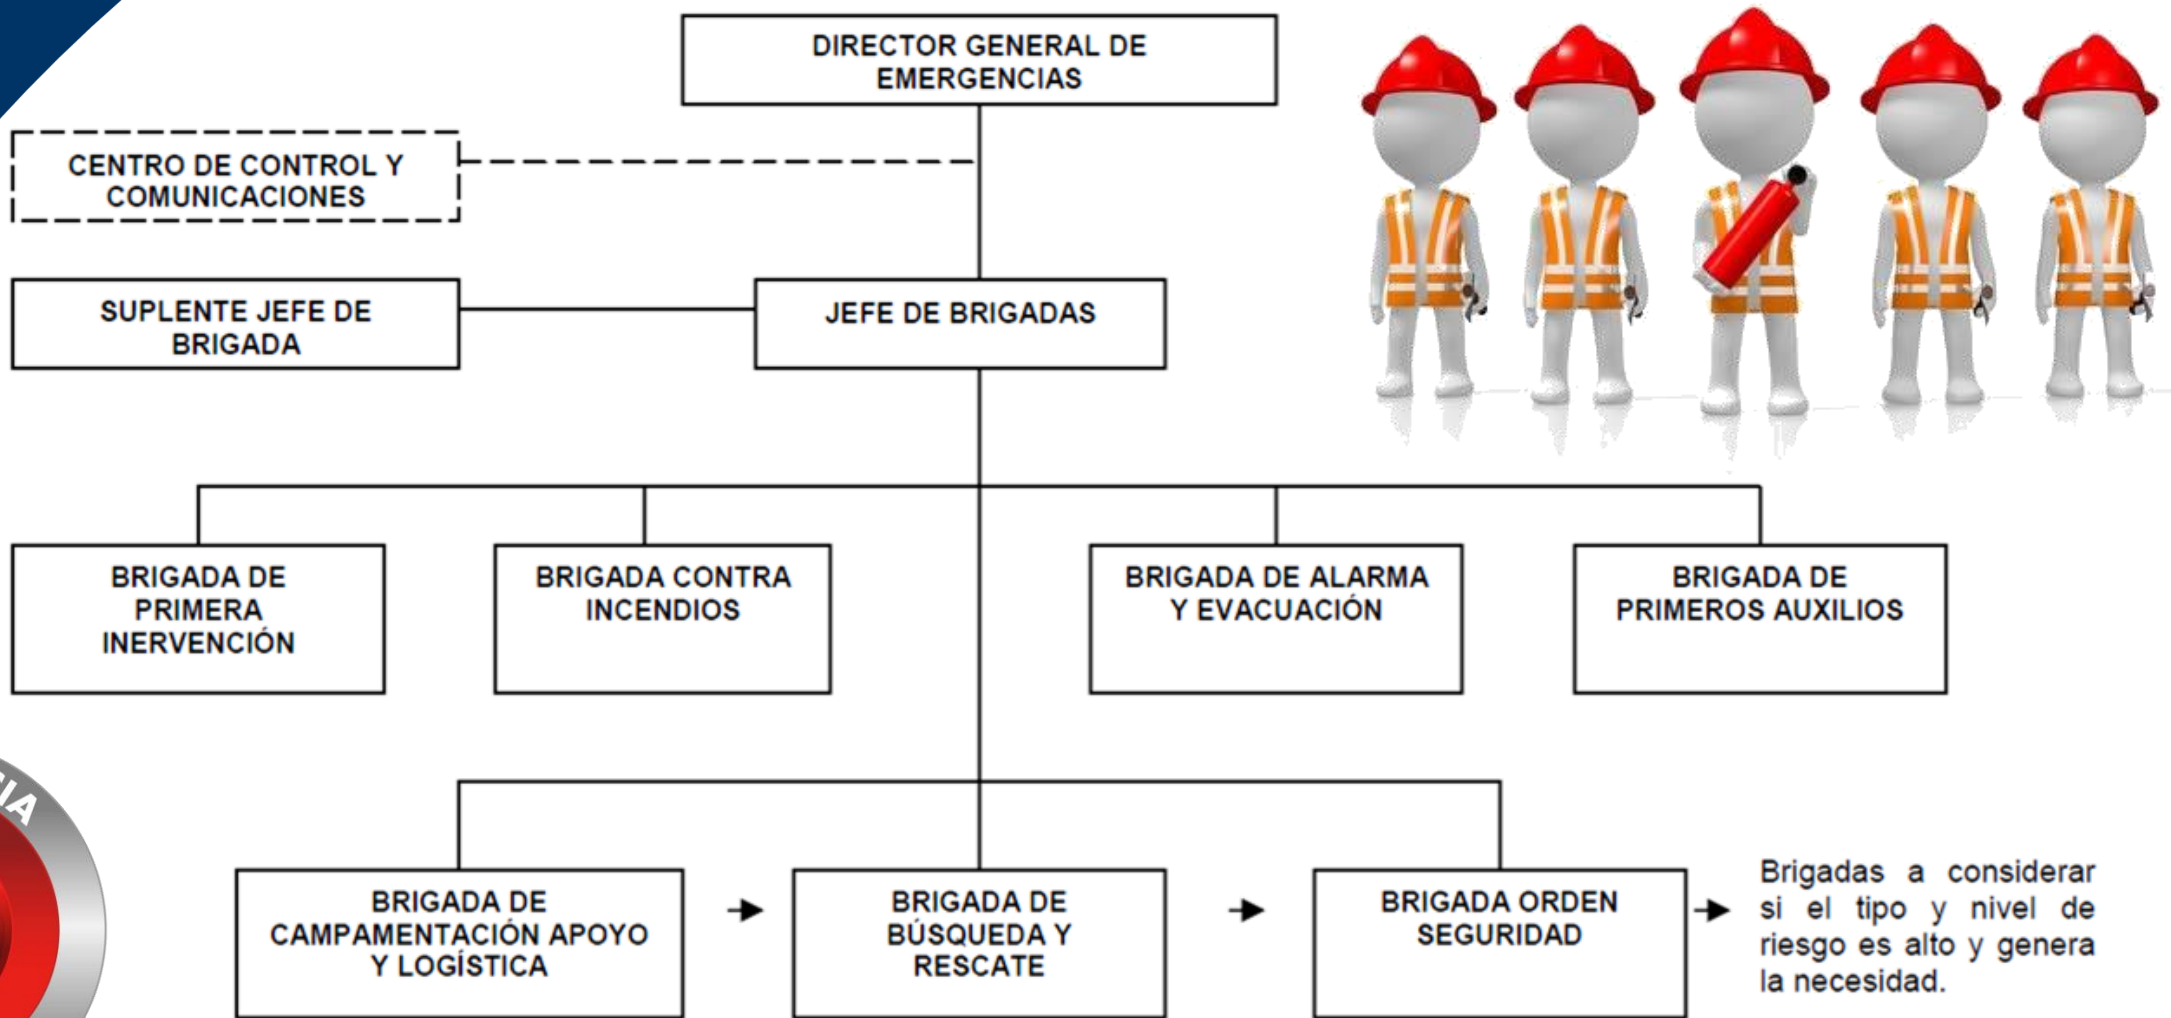 DIRECTOR GENERAL DE
EMERGENCIAS
CENTRO DE CONTROL Y
COMUNICACIONES
SUPLENTE JEFE DE
BRIGADA
JEFE DE BRIGADAS
BRIGADA DE
PRIMERA
INERVENCIÓN
BRIGADA CONTRA
INCENDIOS
BRIGADA DE ALARMA
Y EVACUACIÓN
BRIGADA DE
PRIMEROS AUXILIOS
BRIGADA DE
CAMPAMENTACIÓN APOYO
Y LOGÍSTICA
BRIGADA DE
BÚSQUEDA Y
RESCATE
BRIGADA ORDEN
SEGURIDAD
Brigadas a considerar
si el tipo y nivel de
riesgo es alto y genera
la necesidad.